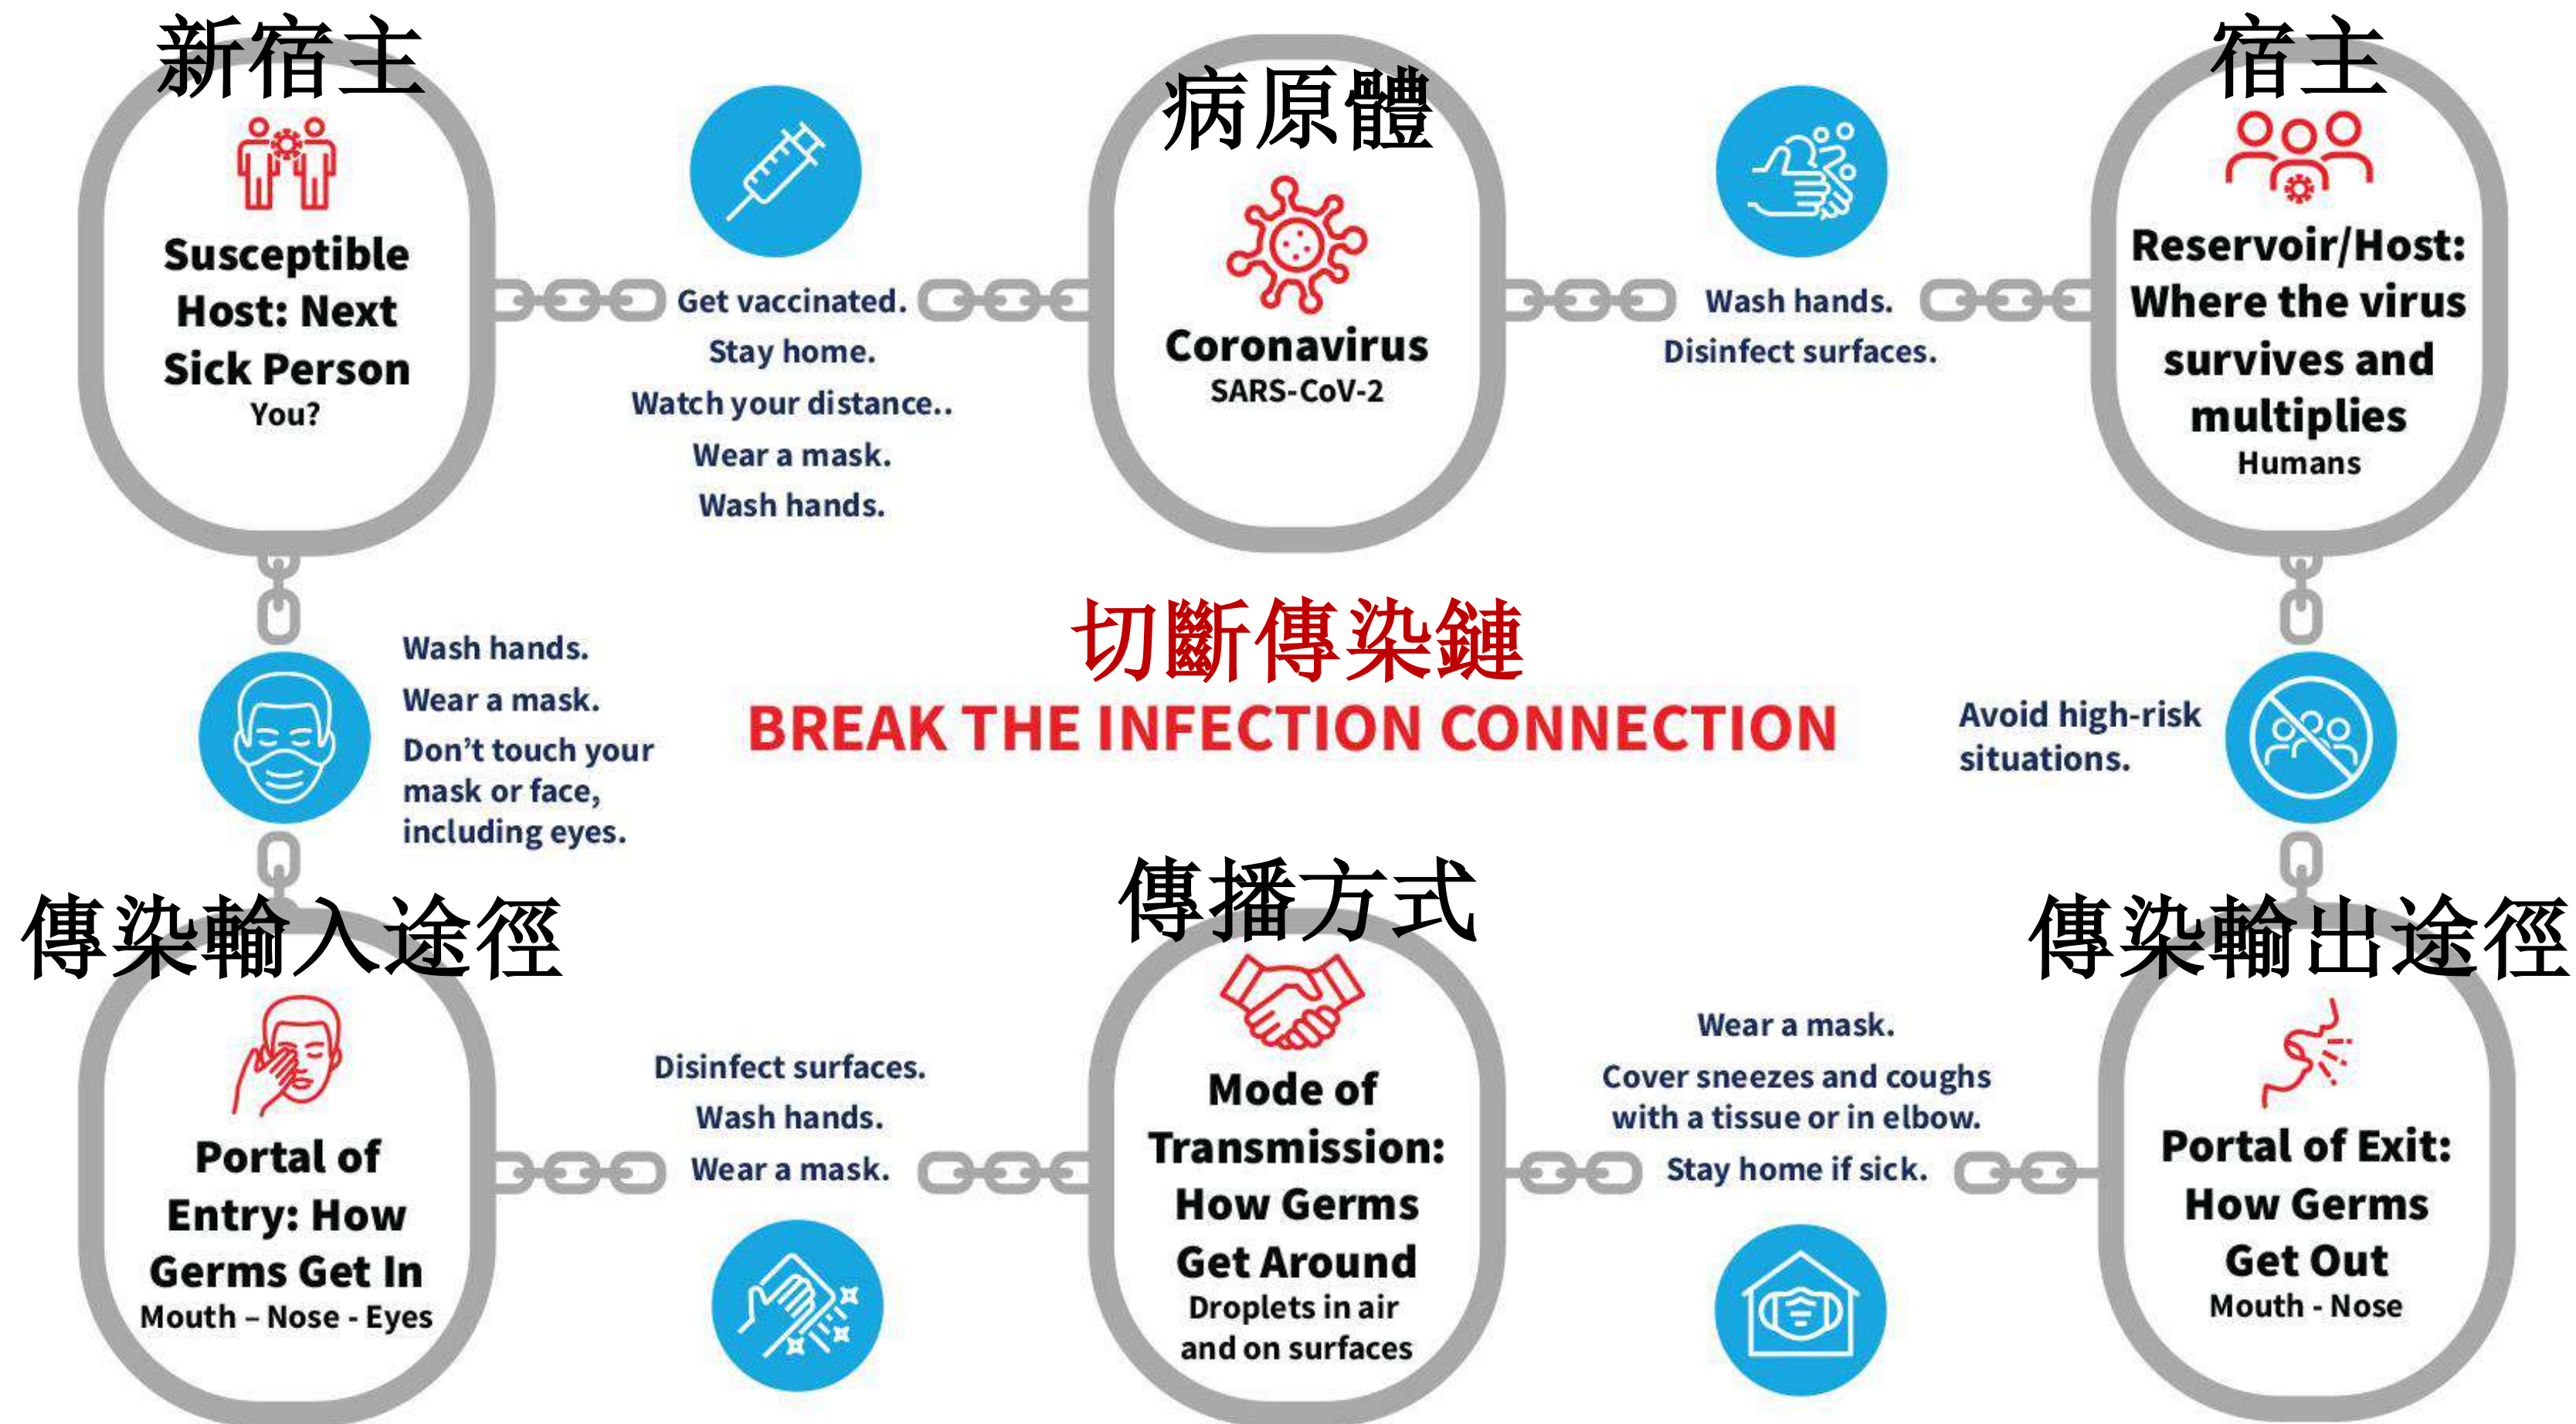 新宿主
Susceptible
Host: Next
Sick Person
You?
Get vaccinated.
Stay home.
Watch your distance..
Wear a mask.
Wash hands.
病原體
Coronavirus
SARS-CoV-2
Wash hands.
Disinfect surfaces.
宿主
Reservoir/Host:
Where the virus
survives and
multiplies
Humans
Wash hands.
Wear a mask.
Don't touch your
mask or face,
including eyes.
切斷傳染鏈
BREAK THE INFECTION CONNECTION
Avoid high-risk
situations.
傳染輸入途徑
Portal of
Entry: How
Germs Get In
Mouth – Nose - Eyes
Disinfect surfaces.
Wash hands.
Wear a mask.
傳播方式
Mode of
Transmission:
How Germs
Get Around
Droplets in air
and on surfaces
Wear a mask.
Cover sneezes and coughs
with a tissue or in elbow.
Stay home if sick.
傳染輸出途徑
Portal of Exit:
How Germs
Get Out
Mouth - Nose